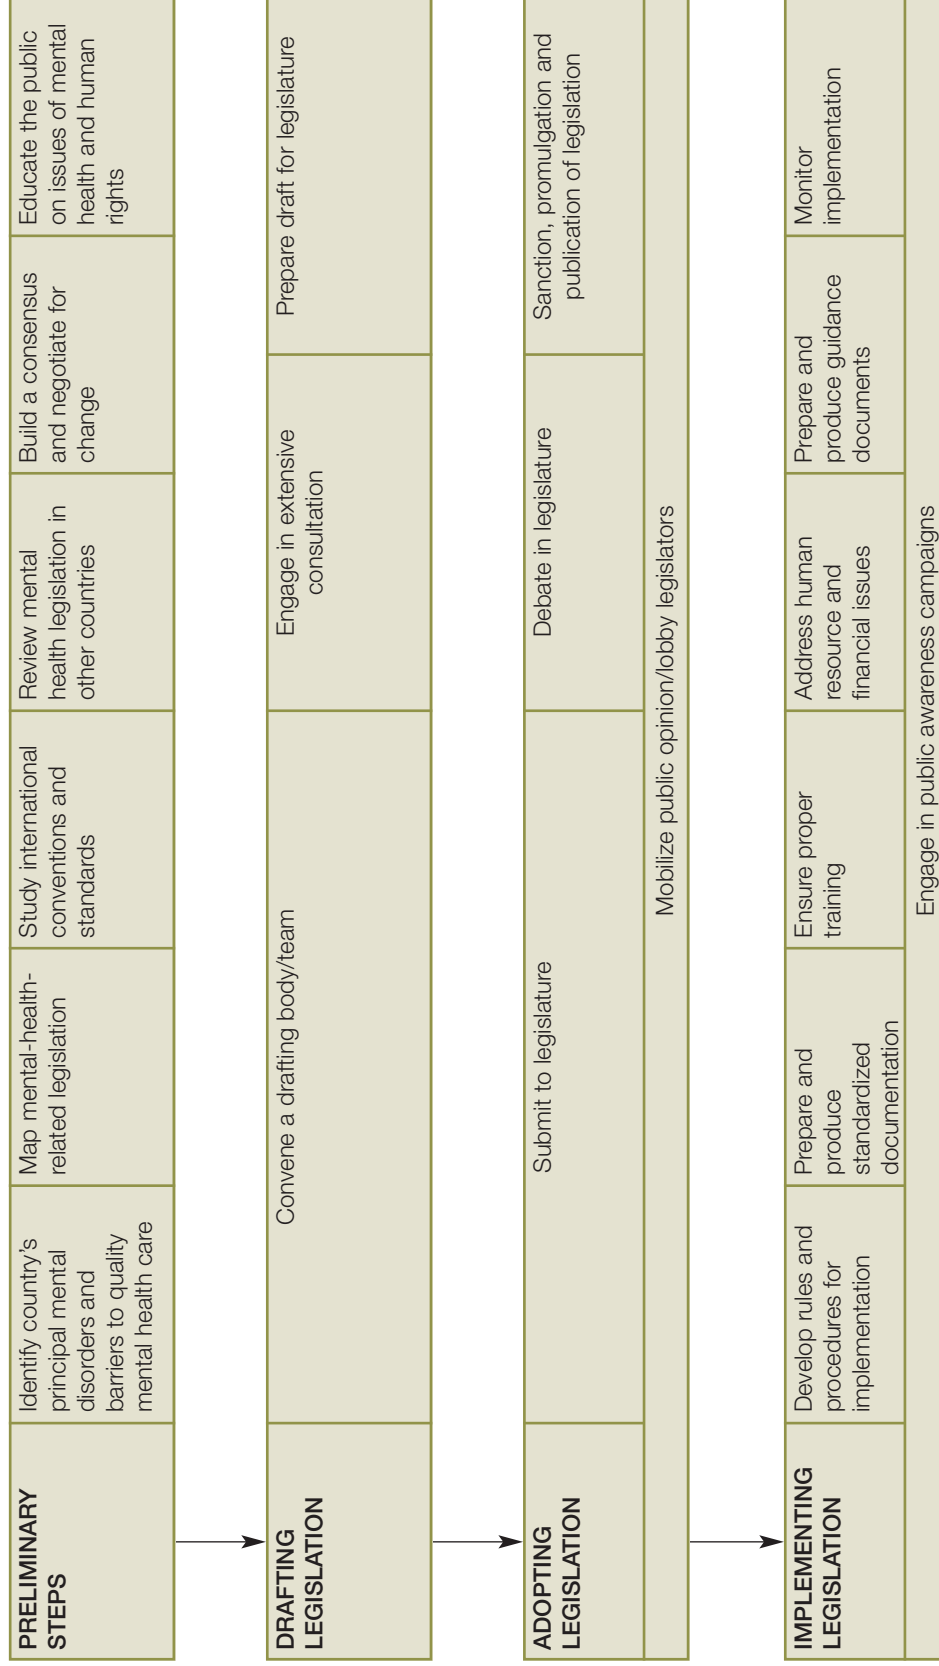 PRELIMINARY
STEPS
Identify country's
principal mental
disorders and
barriers to quality
mental health care
Map mental-health-
related legislation
Study international
conventions and
standards
Review mental
health legislation in
other countries
Build a consensus
and negotiate for
change
Educate the public
on issues of mental
health and human
rights
DRAFTING
LEGISLATION
Convene a drafting body/team
Engage in extensive
consultation
Prepare draft for legislature
ADOPTING
LEGISLATION
Submit to legislature
Debate in legislature
Sanction, promulgation and
publication of legislation
Mobilize public opinion/lobby legislators
IMPLEMENTING
LEGISLATION
Develop rules and
procedures for
implementation
Prepare and
produce
standardized
documentation
Ensure proper
training
Address human
resource and
financial issues
Prepare and
produce guidance
documents
Monitor
implementation
Engage in public awareness campaigns